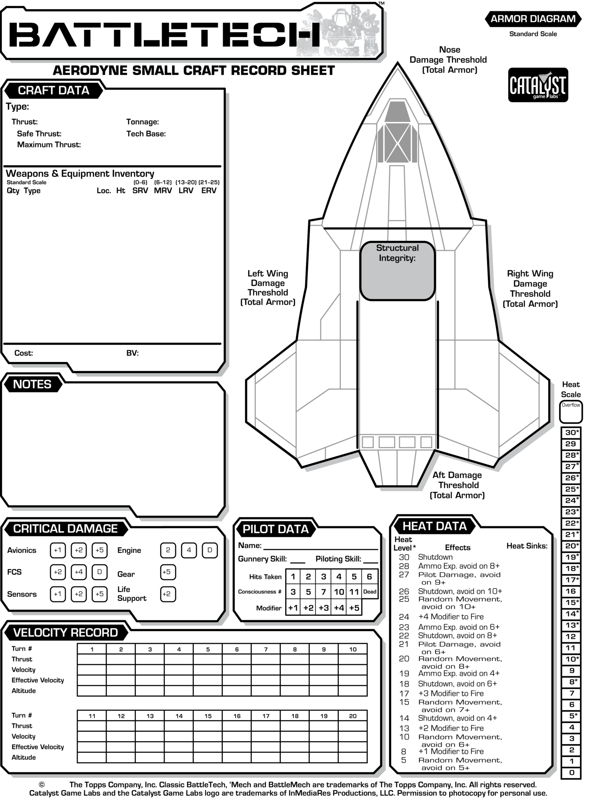 BATTLETECH™
AERODYNE SMALL CRAFT RECORD SHEET
ARMOR DIAGRAM
Standard Scale
CATALYST
game labs
Nose
Damage Threshold
(Total Armor)
Structural
Integrity:
Left Wing
Damage
Threshold
(Total Armor)
Right Wing
Damage
Threshold
(Total Armor)
Aft Damage
Threshold
(Total Armor)
CRAFT DATA
Type:
Thrust: Tonnage:
Safe Thrust: Tech Base:
Maximum Thrust:
Weapons & Equipment Inventory
Standard Scale (0-6) (6-12) (13-20) (21-25)
Qty Type Loc. Ht SRV MRV LRV ERV
Cost: BV:
NOTES
CRITICAL DAMAGE
Avionics +1 +2 +5 Engine 2 4 D
FCS +2 +4 D Gear +5
Sensors +1 +2 +5 Life
Support +2
PILOT DATA
Name:
Gunnery Skill: Piloting Skill:
Hits Taken 1 2 3 4 5 6
Consciousness # 3 5 7 10 11 Dead
Modifier +1 +2 +3 +4 +5
VELOCITY RECORD
Turn # 1 2 3 4 5 6 7 8 9 10
Thrust
Velocity
Effective Velocity
Altitude
Turn # 11 12 13 14 15 16 17 18 19 20
Thrust
Velocity
Effective Velocity
Altitude
HEAT DATA
Heat
Level* Effects Heat Sinks:
30 Shutdown
28 Ammo Exp. avoid on 8+
27 Pilot Damage, avoid
on 9+
26 Shutdown, avoid on 10+
25 Random Movement,
avoid on 10+
24 +4 Modifier to Fire
23 Ammo Exp. avoid on 6+
22 Shutdown, avoid on 8+
21 Pilot Damage, avoid
on 6+
20 Random Movement,
avoid on 8+
19 Ammo Exp. avoid on 4+
18 Shutdown, avoid on 6+
17 +3 Modifier to Fire
15 Random Movement,
avoid on 7+
14 Shutdown, avoid on 4+
13 +2 Modifier to Fire
10 Random Movement,
avoid on 6+
8 +1 Modifier to Fire
5 Random Movement,
avoid on 5+
Heat
Scale
Overflow
30*
29
28*
27*
26*
25*
24*
23*
22*
21*
20*
19*
18*
17*
16
15*
14*
13*
12
11
10*
9
8*
7
6
5*
4
3
2
1
0
© The Topps Company, Inc. Classic BattleTech, 'Mech and BattleMech are trademarks of The Topps Company, Inc. All rights reserved.
Catalyst Game Labs and the Catalyst Game Labs logo are trademarks of InMediaRes Productions, LLC. Permission to photocopy for personal use.